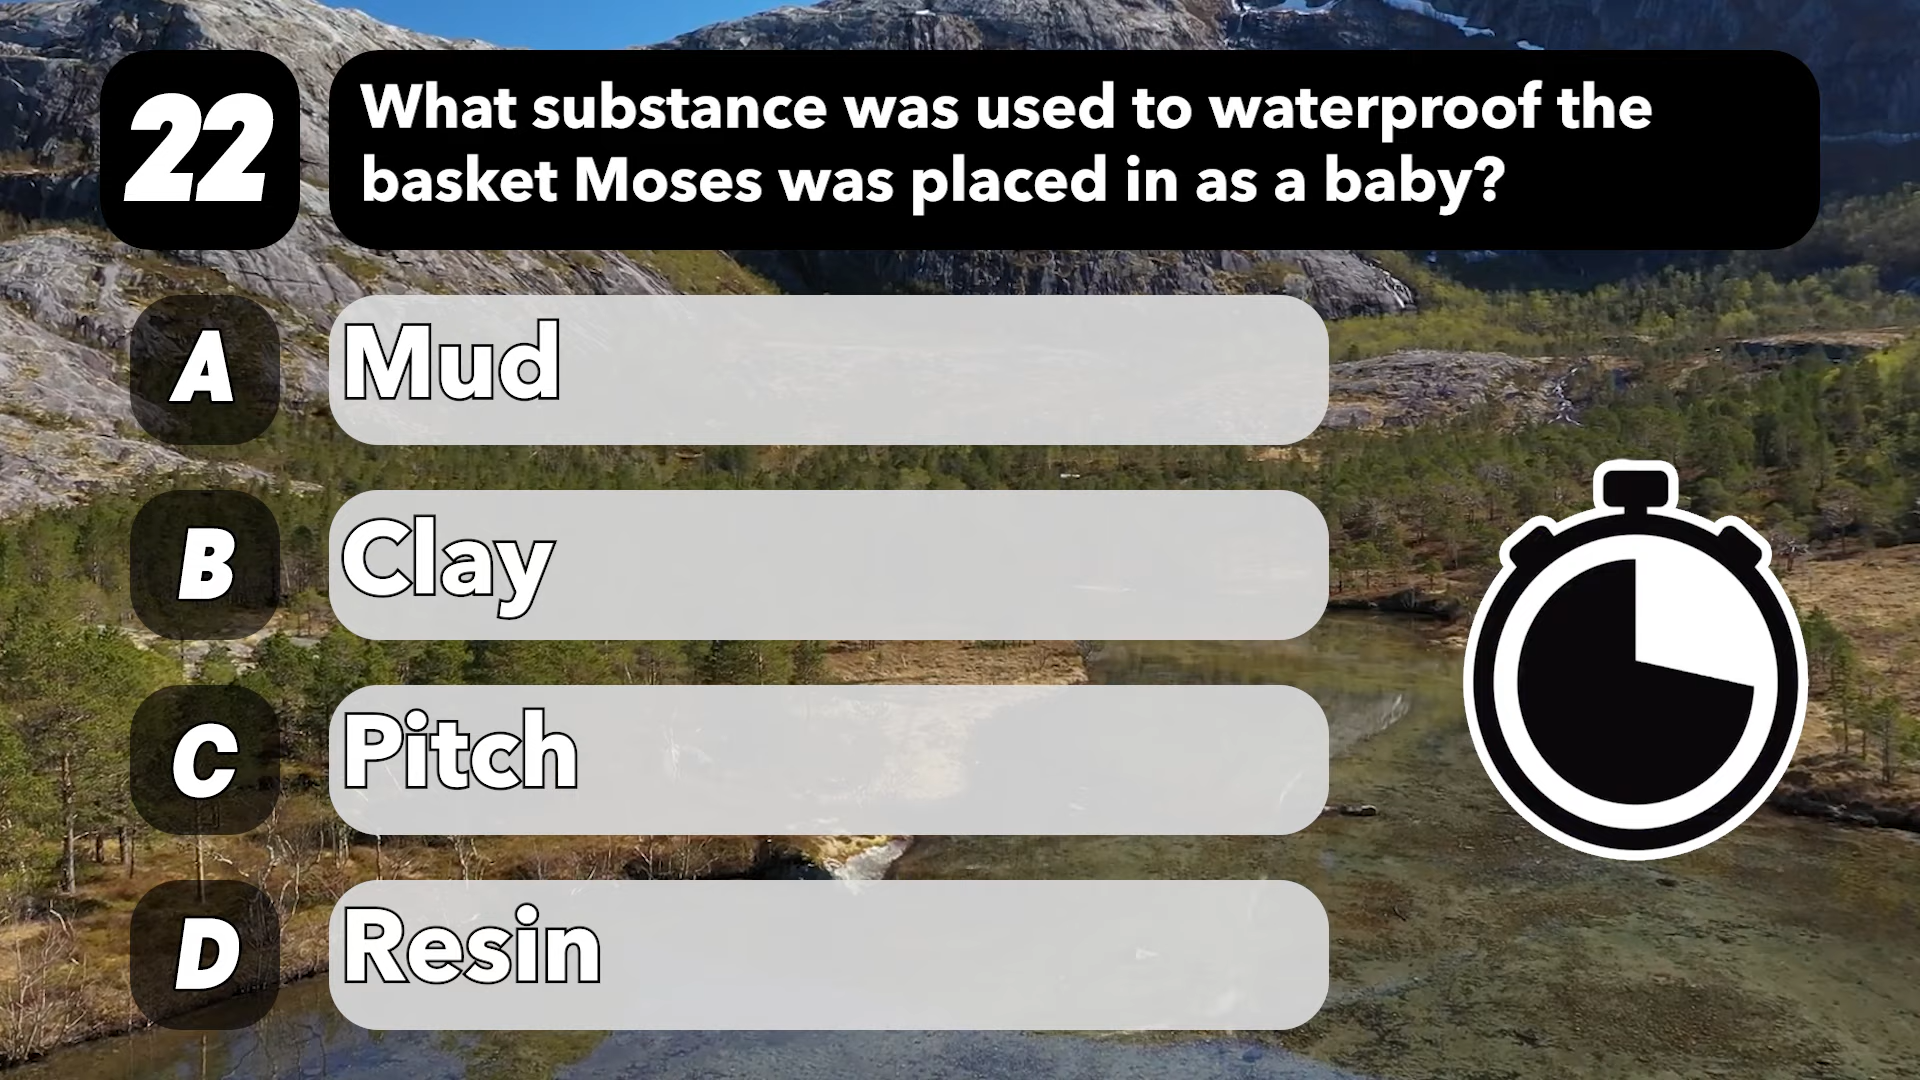 22
What substance was used to waterproof the
basket Moses was placed in as a baby?
A
Mud
B
Clay
C
Pitch
D
Resin